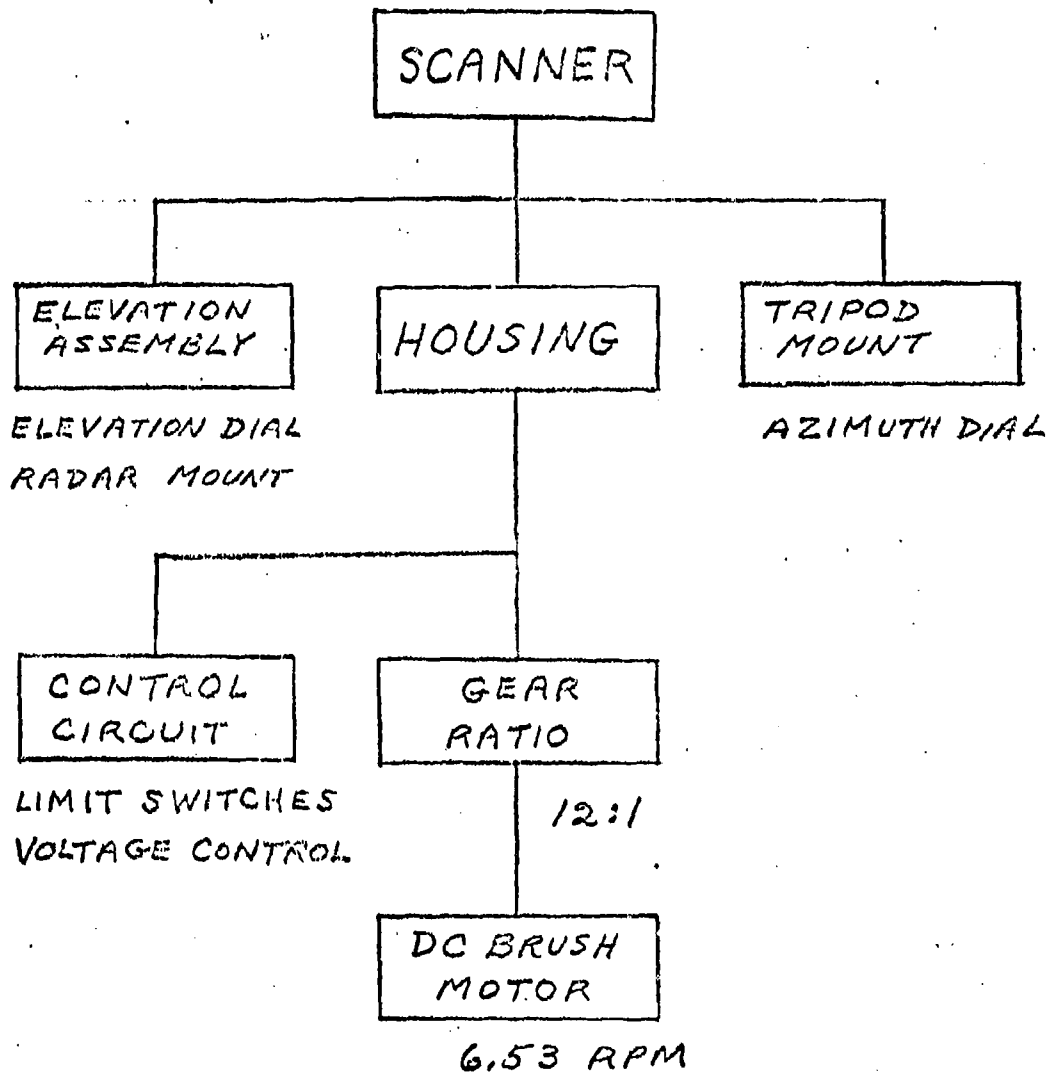 SCANNER
ELEVATION
ASSEMBLY
HOUSING
TRIPOD
MOUNT
ELEVATION DIAL
RADAR MOUNT
AZIMUTH DIAL
CONTROL
CIRCUIT
GEAR
RATIO
LIMIT SWITCHES
VOLTAGE CONTROL
12:1
DC BRUSH
MOTOR
6.53 RPM